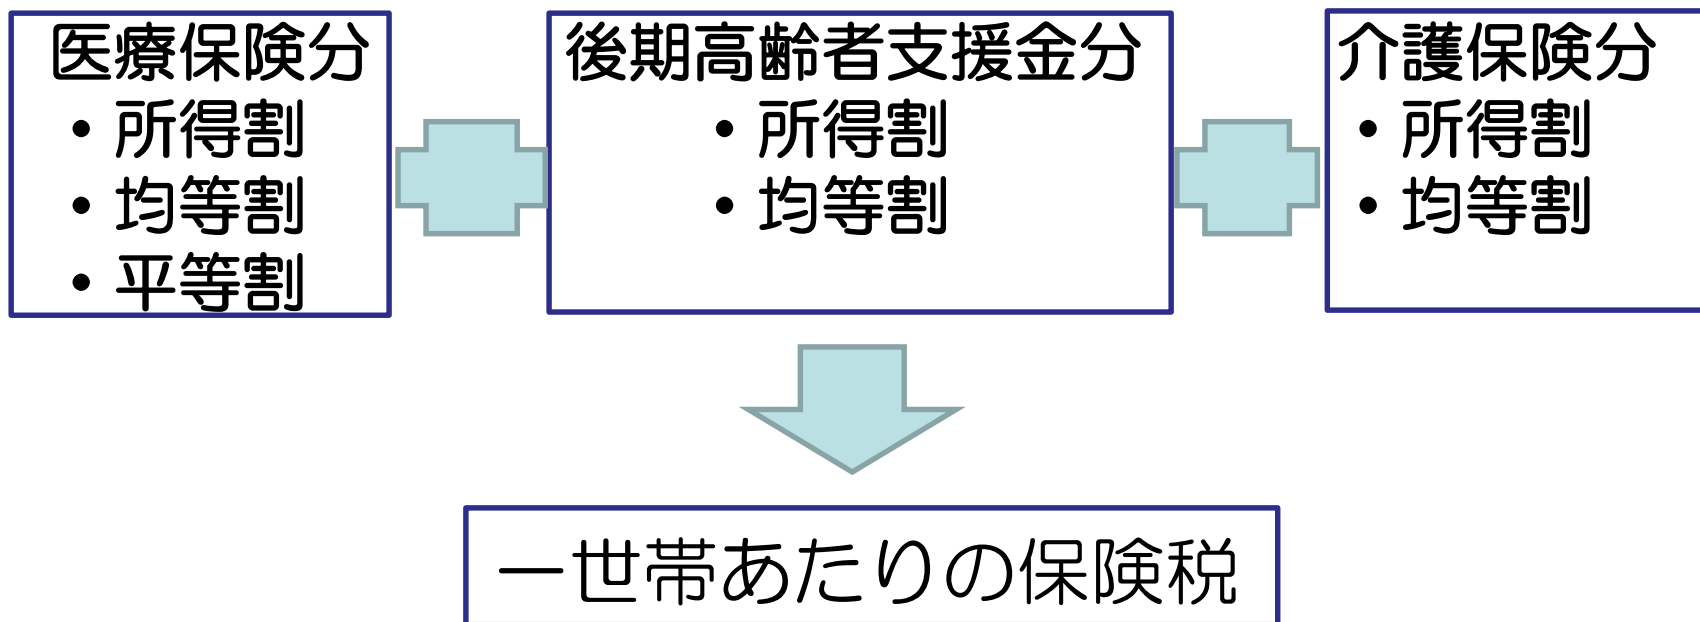 医療保険分
・所得割
・均等割
・平等割
後期高齢者支援金分
・所得割
・均等割
介護保険分
・所得割
・均等割
一世帯あたりの保険税